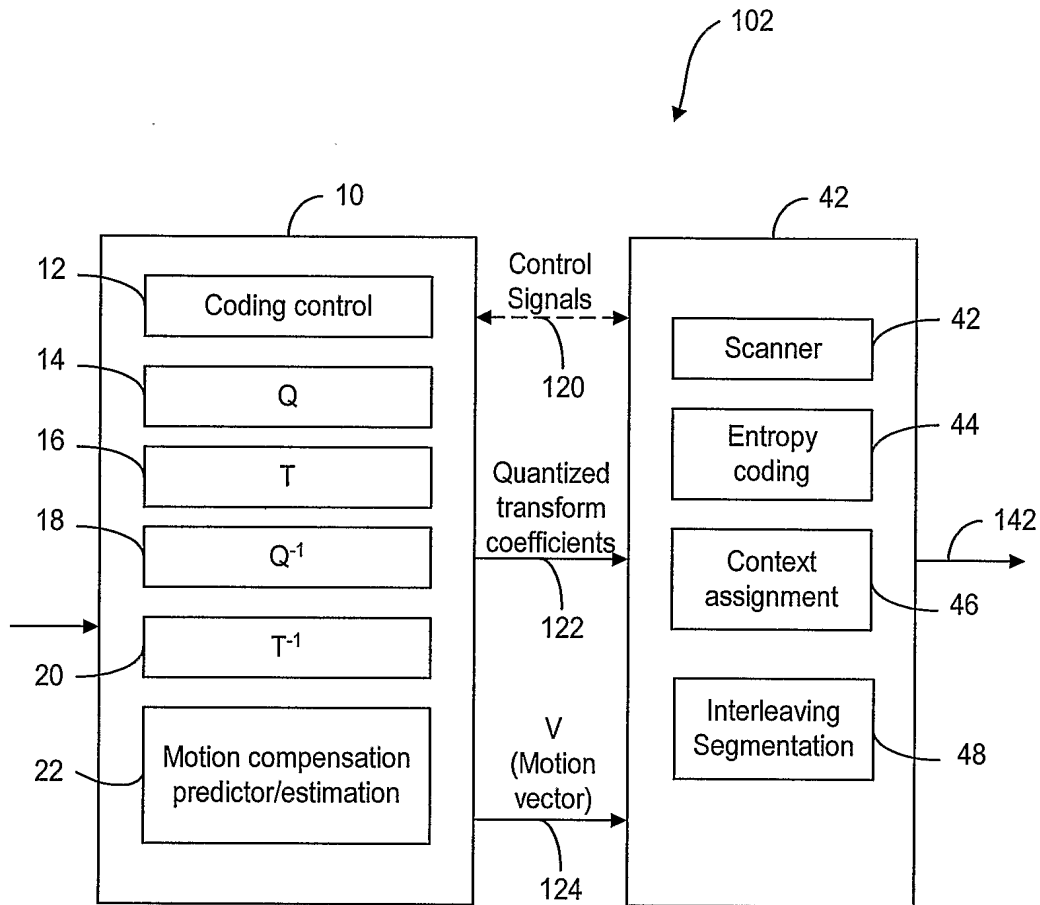 102
10
42
12
Coding control
14
Q
16
T
18
Q-1
20
T-1
22
Motion compensation
predictor/estimation
Control
Signals
120
Quantized
transform
coefficients
122
V
(Motion
vector)
124
Scanner
42
Entropy
coding
44
Context
assignment
46
Interleaving
Segmentation
48
142